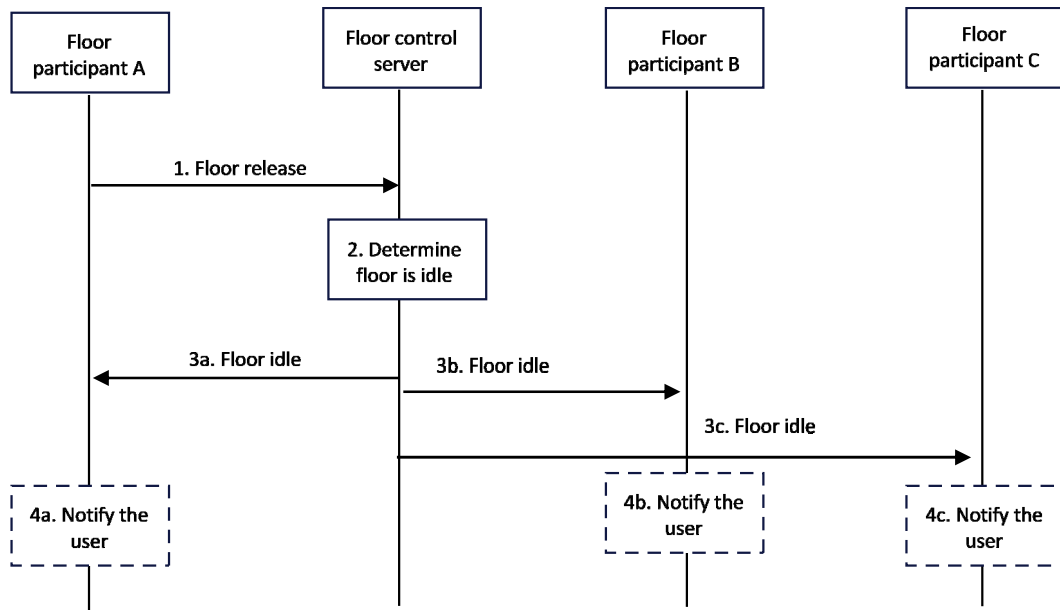 Floor
participant A
Floor control
server
Floor
participant B
Floor
participant C
1. Floor release
2. Determine
floor is idle
3a. Floor idle
3b. Floor idle
3c. Floor idle
4a. Notify the
user
4b. Notify the
user
4c. Notify the
user